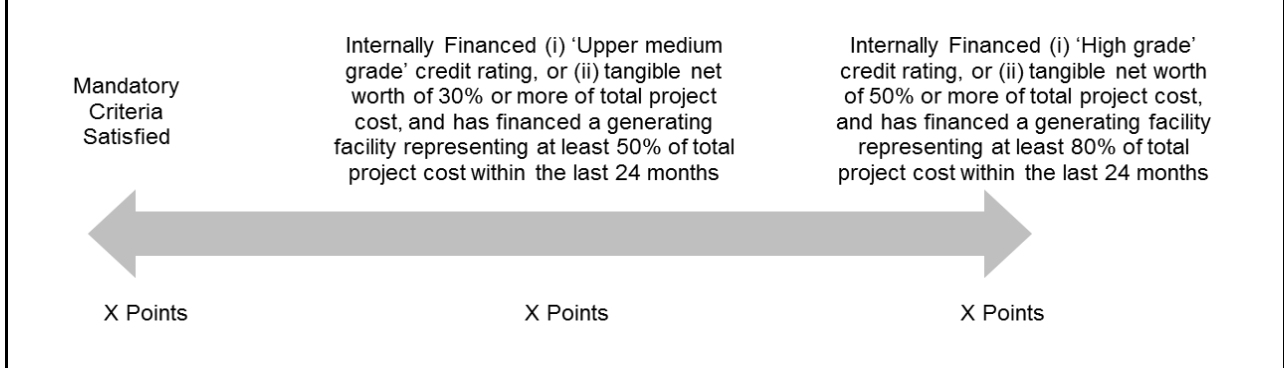 Mandatory
Criteria
Satisfied
Internally Financed (i) ‘Upper medium
grade’ credit rating, or (ii) tangible net
worth of 30% or more of total project
cost, and has financed a generating
facility representing at least 50% of total
project cost within the last 24 months
Internally Financed (i) ‘High grade’
credit rating, or (ii) tangible net worth
of 50% or more of total project cost,
and has financed a generating facility
representing at least 80% of total
project cost within the last 24 months
X Points
X Points
X Points